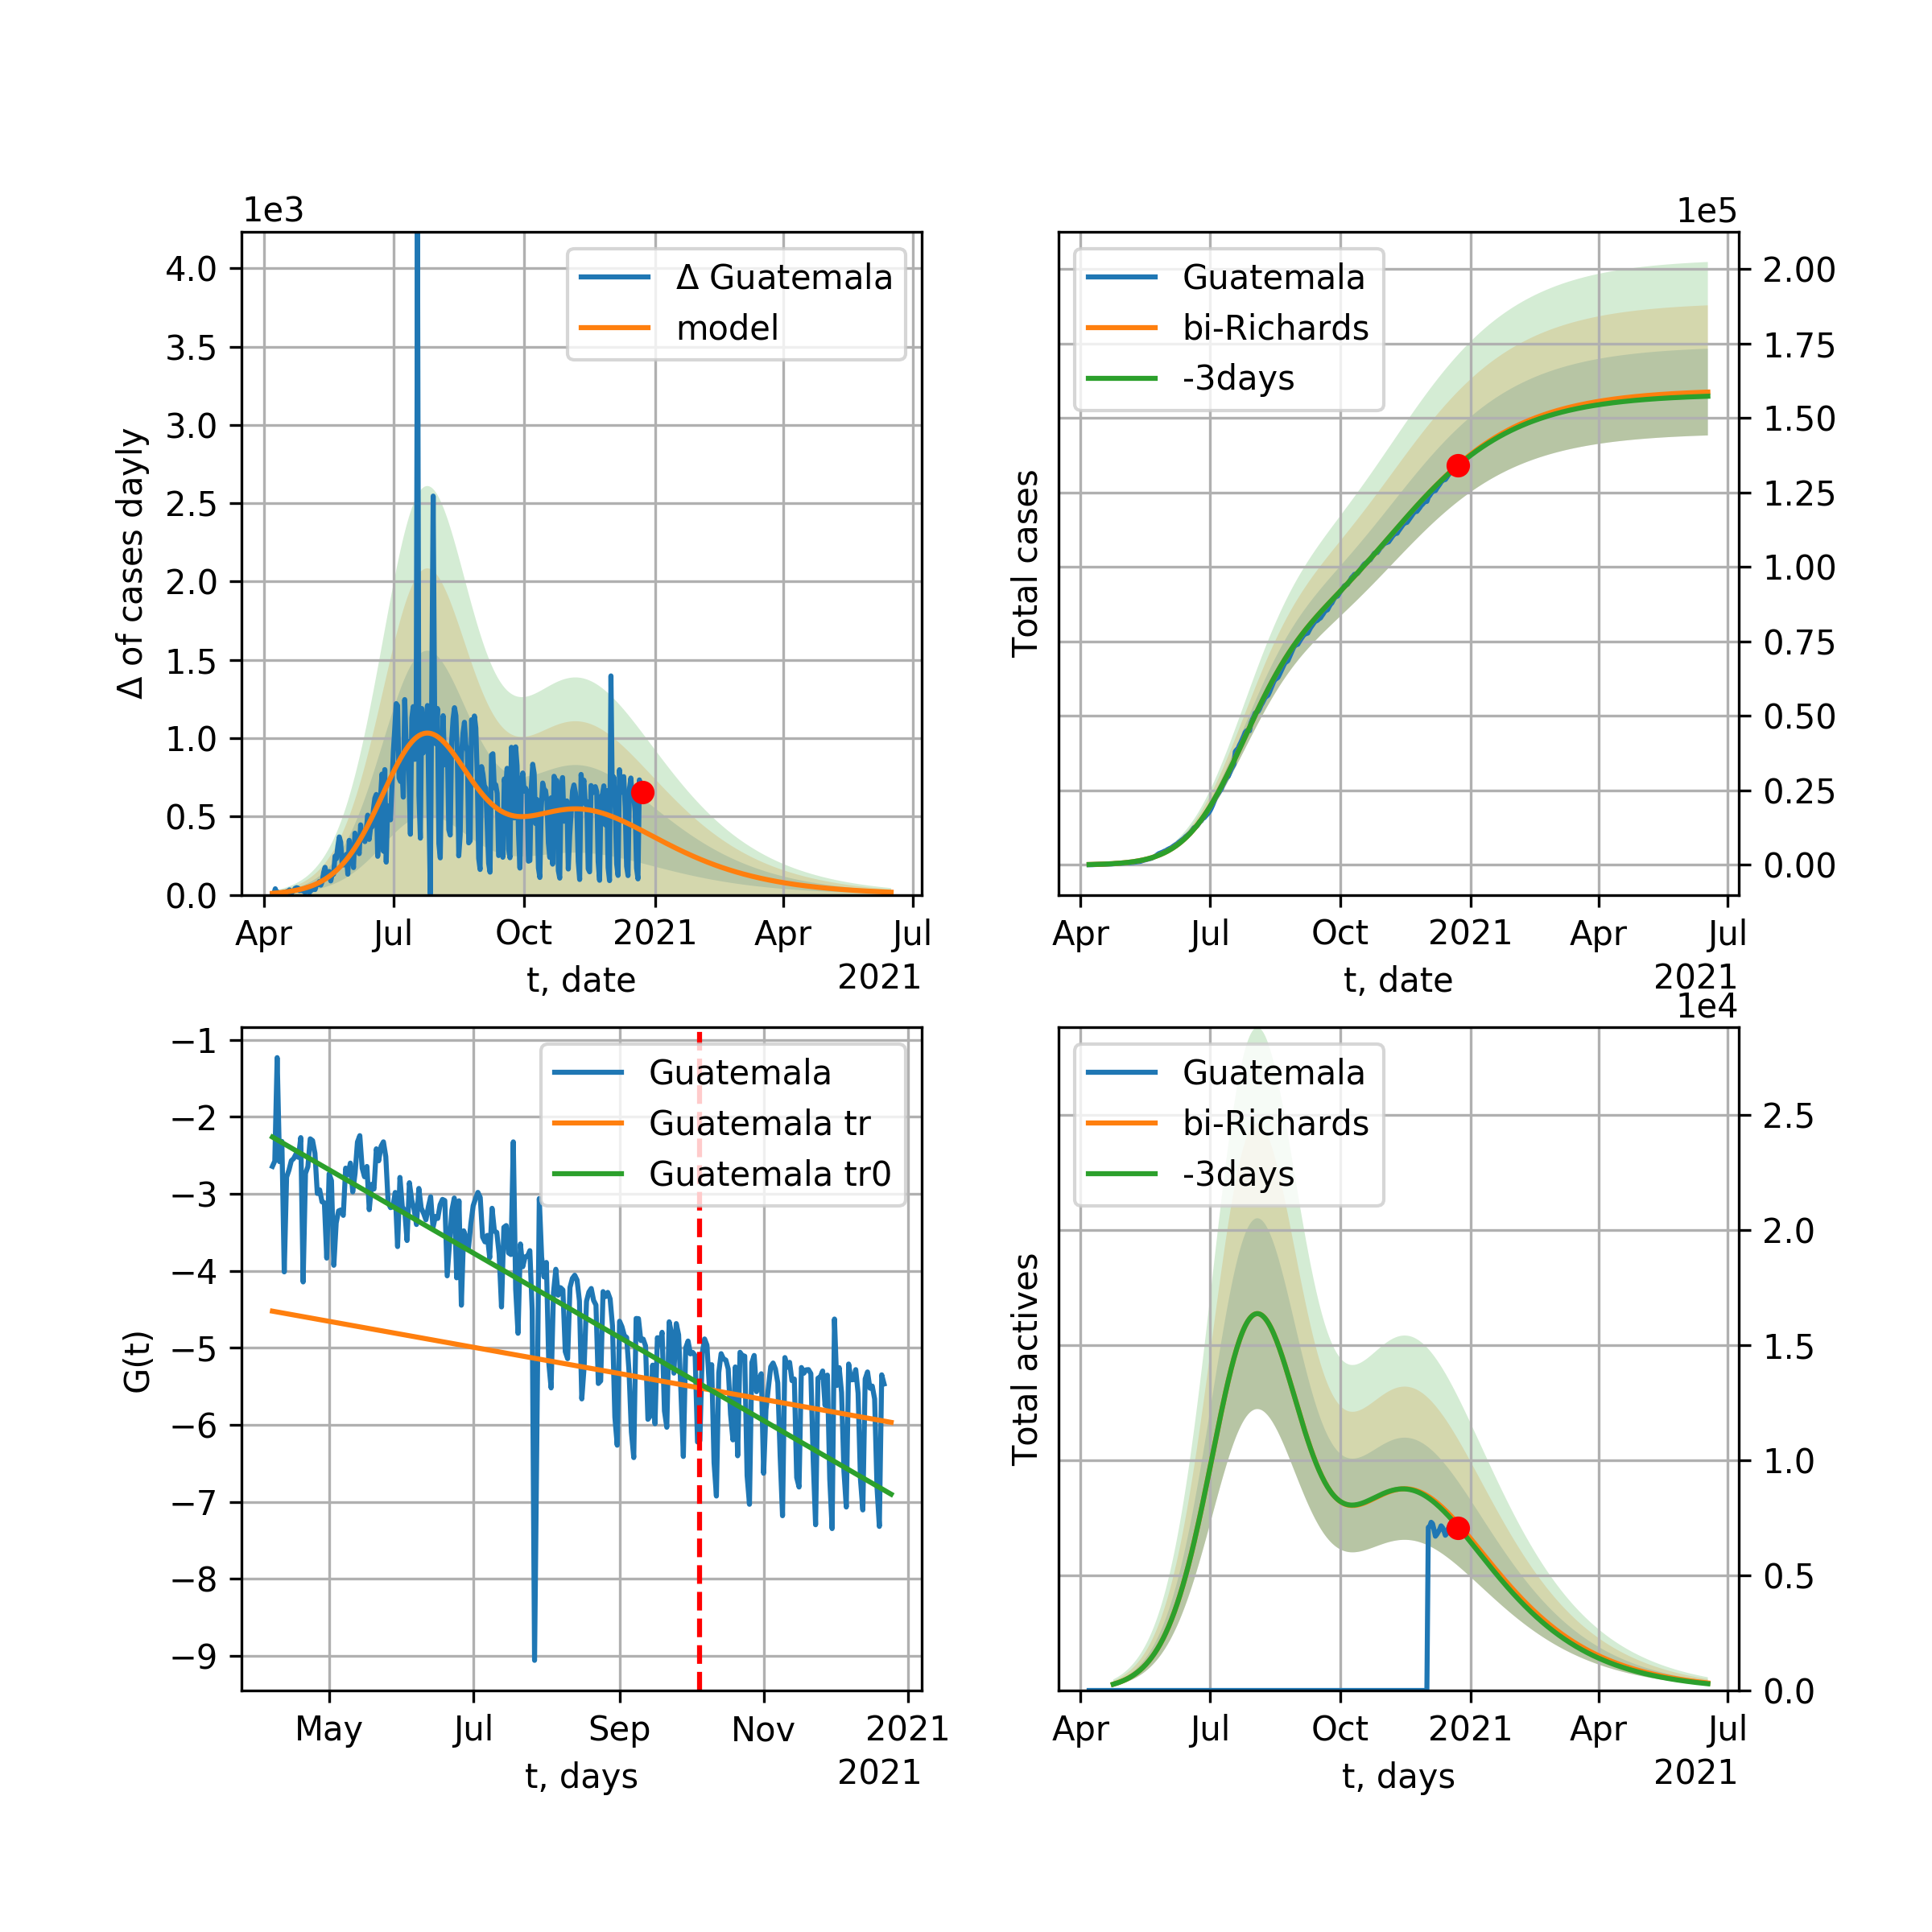 1e3
4.0
3.5
3.0
2.5
2.0
1.5
1.0
0.5
0.0
Δ of cases dayly
Δ Guatemala
model
Apr Jul Oct 2021 Apr Jul
t, date
2021
1e5
Total cases
Guatemala
bi-Richards
-3days
2.00
1.75
1.50
1.25
1.00
0.75
0.50
0.25
0.00
Apr Jul Oct 2021 Apr Jul
t, date
2021
−1
−2
−3
−4
−5
−6
−7
−8
−9
G(t)
Guatemala
Guatemala tr
Guatemala tr0
May Jul Sep Nov 2021
t, days
2021
1e4
Total actives
Guatemala
bi-Richards
-3days
2.5
2.0
1.5
1.0
0.5
0.0
Apr Jul Oct 2021 Apr Jul
t, days
2021